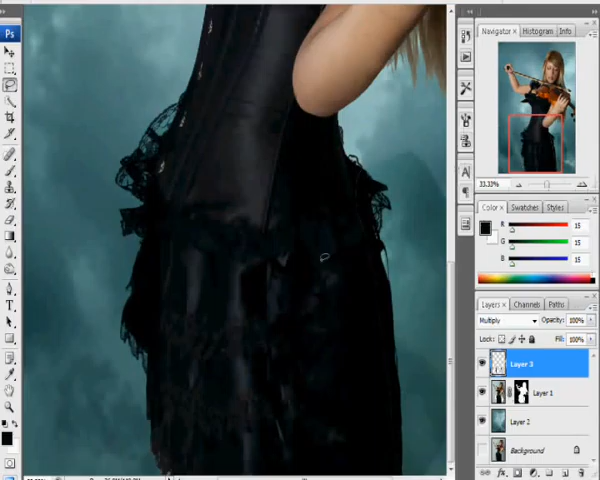 Ps
Navigator × Histogram Info
33.33%
Color × Swatches Styles
R 15
G 15
B 15
A
T
Layers × Channels Paths
Multiply Opacity: 100%
Lock: Fill: 100%
Layer 3
Layer 1
Layer 2
Background
fx